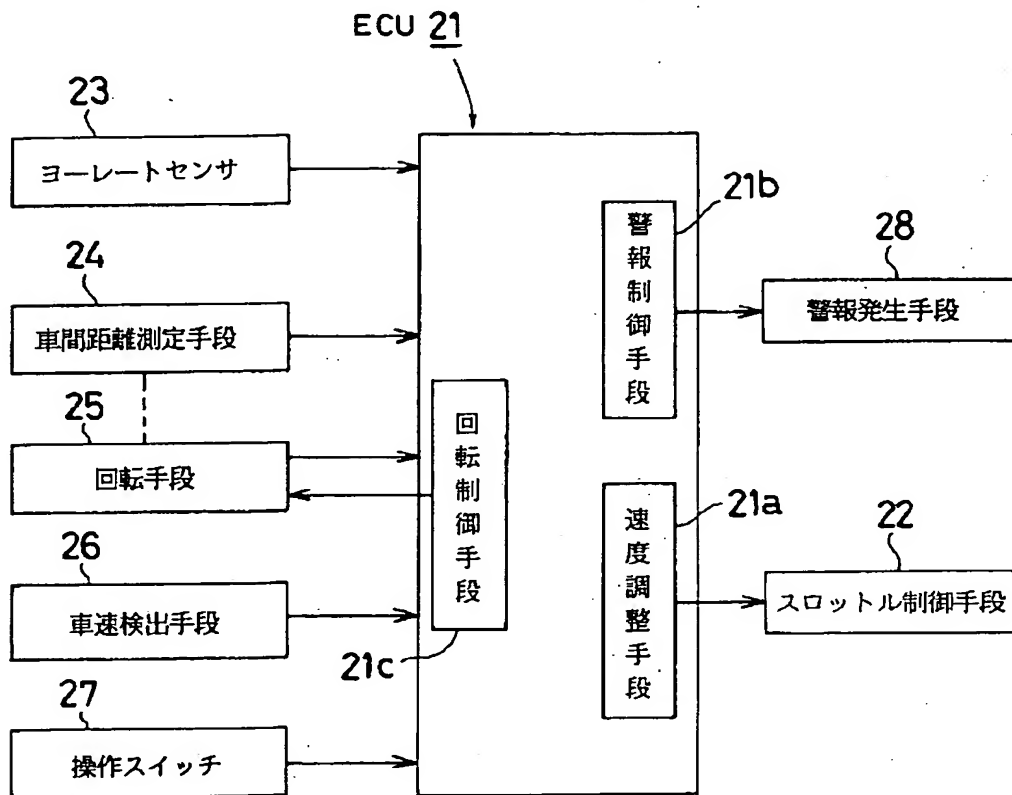 ECU 21
23
ヨーレートセンサ
24
車間距離測定手段
25
回転手段
26
車速検出手段
27
操作スイッチ
回転制御手段
21c
21b
警報制御手段
21a
速度調整手段
28
警報発生手段
22
スロットル制御手段